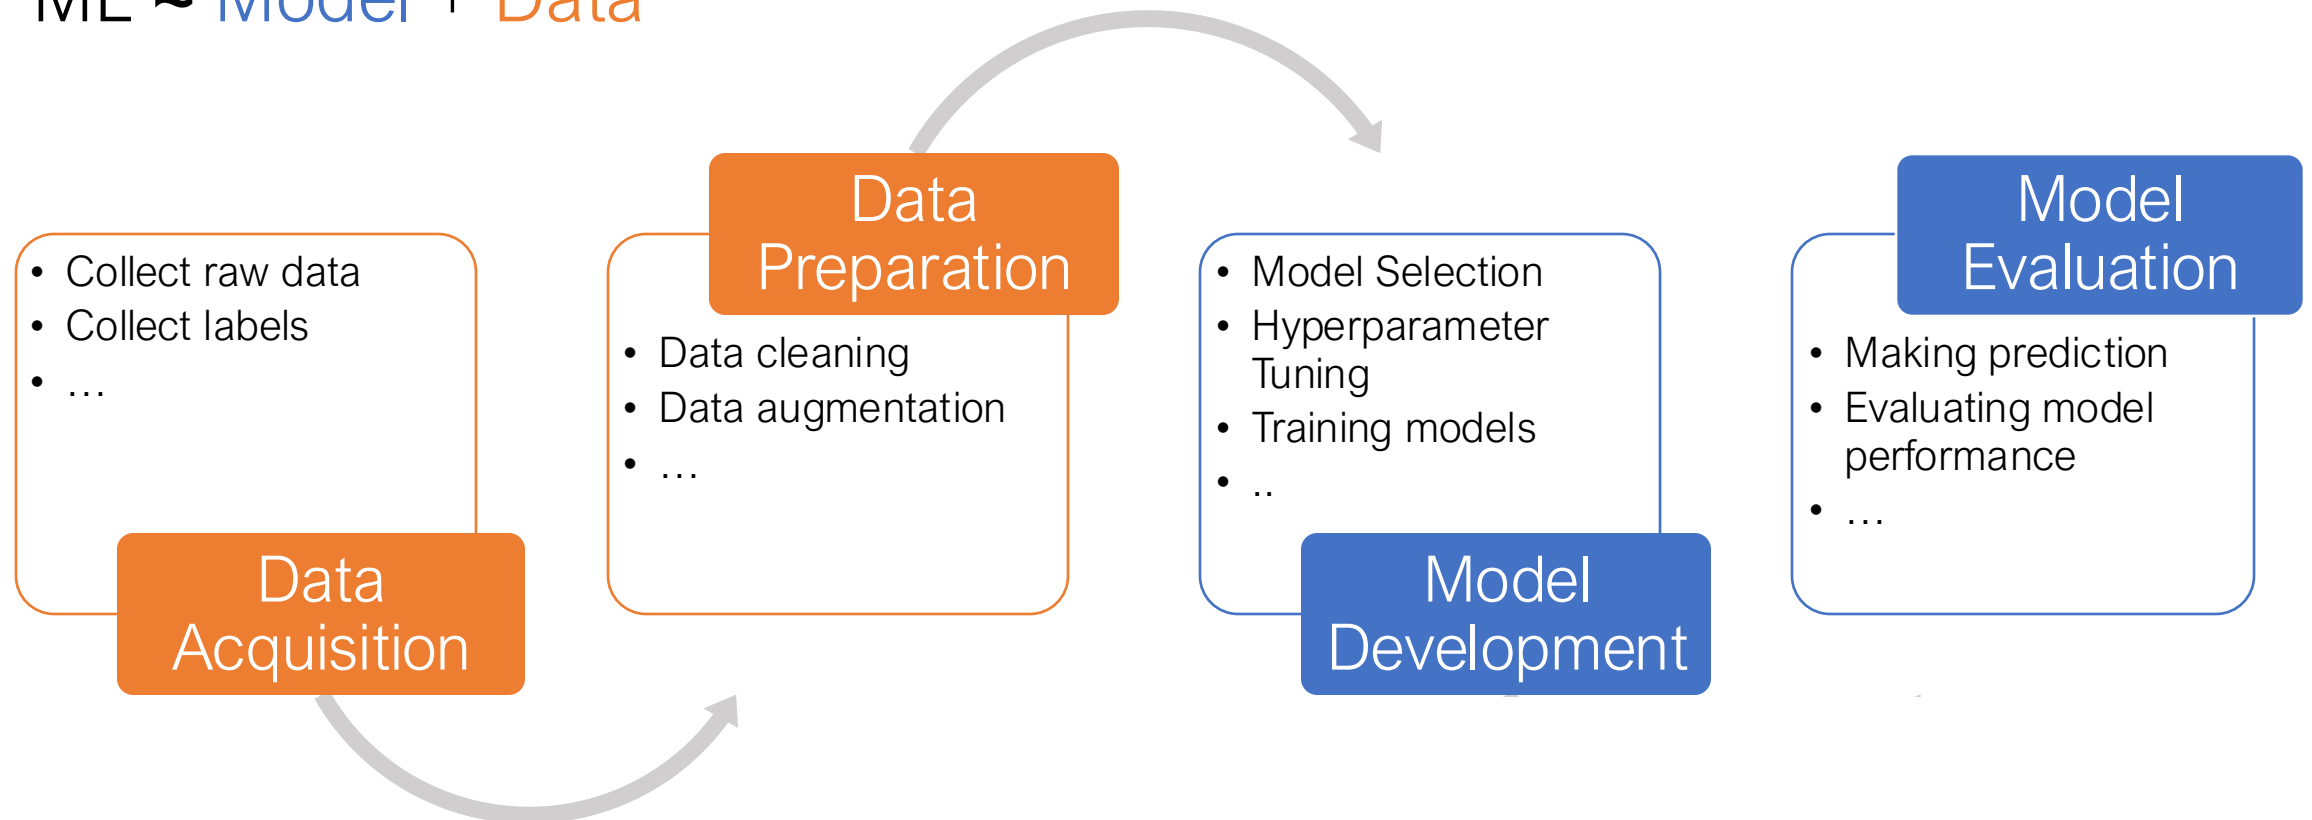 ML ≈ Model + Data
• Collect raw data
• Collect labels
• ...
Data
Acquisition
Data
Preparation
• Data cleaning
• Data augmentation
• ...
• Model Selection
• Hyperparameter
Tuning
• Training models
• ..
Model
Development
Model
Evaluation
• Making prediction
• Evaluating model
performance
• ...